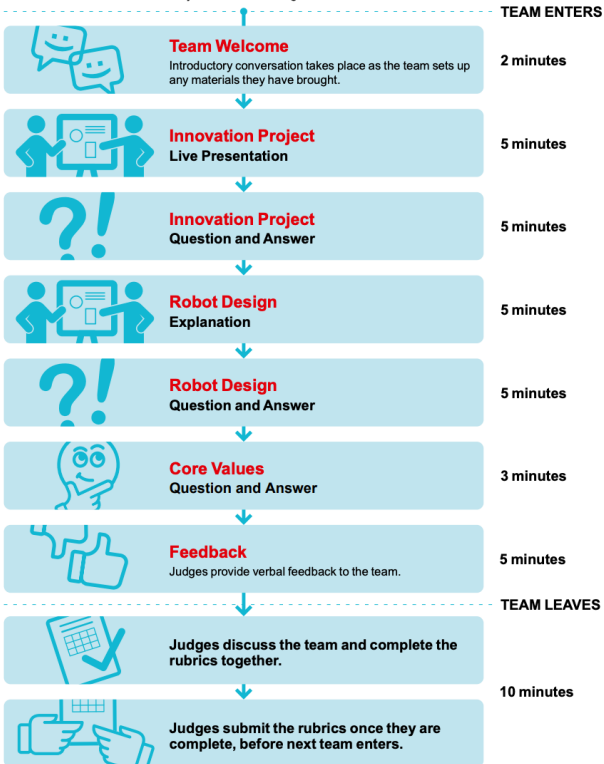 TEAM ENTERS
Team Welcome
Introductory conversation takes place as the team sets up
any materials they have brought.
2 minutes
Innovation Project
Live Presentation
5 minutes
Innovation Project
Question and Answer
5 minutes
Robot Design
Explanation
5 minutes
Robot Design
Question and Answer
5 minutes
Core Values
Question and Answer
3 minutes
Feedback
Judges provide verbal feedback to the team.
5 minutes
TEAM LEAVES
Judges discuss the team and complete the
rubrics together.
10 minutes
Judges submit the rubrics once they are
complete, before next team enters.